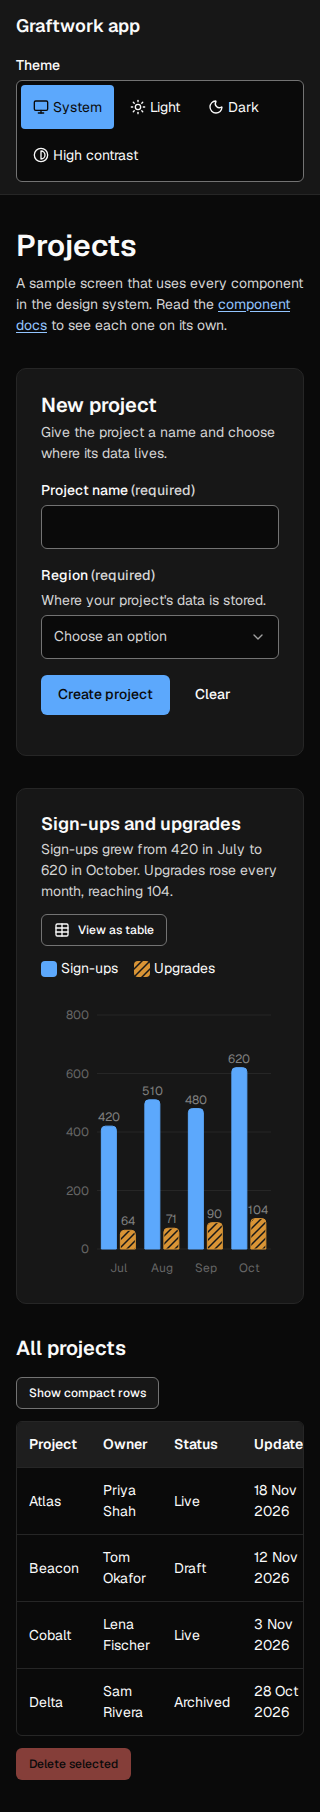 Graftwork app
Theme
System
Light
Dark
High contrast
Projects
A sample screen that uses every component
in the design system. Read the component
docs to see each one on its own.
New project
Give the project a name and choose
where its data lives.
Project name (required)
Region (required)
Where your project's data is stored.
Choose an option
Create project
Clear
Sign-ups and upgrades
Sign-ups grew from 420 in July to
620 in October. Upgrades rose every
month, reaching 104.
View as table
Sign-ups
Upgrades
800
600
400
200
0
420
64
510
71
480
90
620
104
Jul
Aug
Sep
Oct
All projects
Show compact rows
Project Owner Status Update
Atlas Priya Shah Live 18 Nov 2026
Beacon Tom Okafor Draft 12 Nov 2026
Cobalt Lena Fischer Live 3 Nov 2026
Delta Sam Rivera Archived 28 Oct 2026
Delete selected